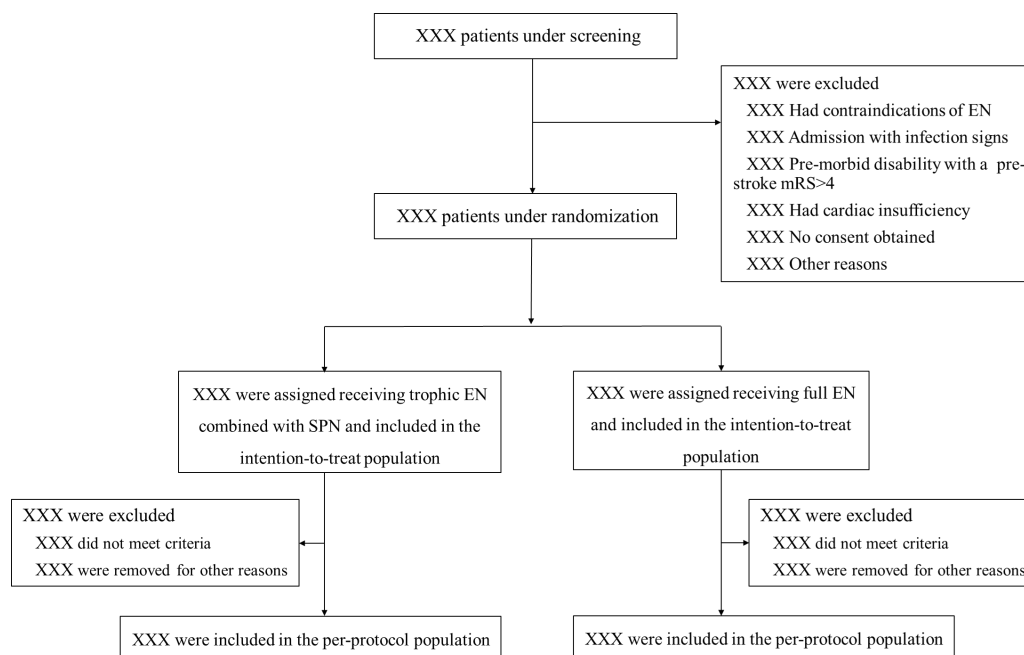 XXX patients under screening
XXX were excluded
XXX Had contraindications of EN
XXX Admission with infection signs
XXX Pre-morbid disability with a pre-
stroke mRS>4
XXX Had cardiac insufficiency
XXX No consent obtained
XXX Other reasons
XXX patients under randomization
XXX were assigned receiving trophic EN
combined with SPN and included in the
intention-to-treat population
XXX were assigned receiving full EN
and included in the intention-to-treat
population
XXX were excluded
XXX did not meet criteria
XXX were removed for other reasons
XXX were excluded
XXX did not meet criteria
XXX were removed for other reasons
XXX were included in the per-protocol population
XXX were included in the per-protocol population